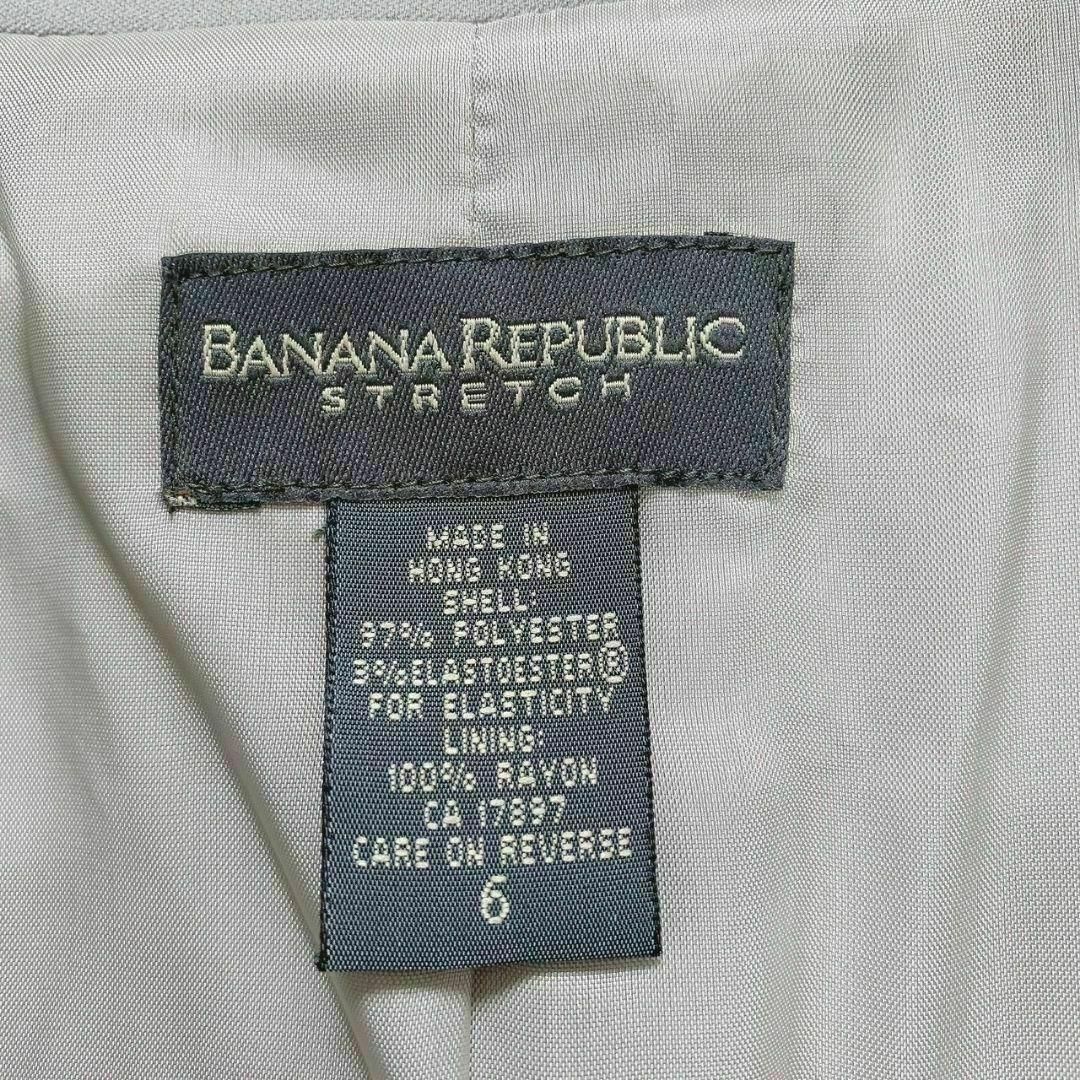 BANANA REPUBLIC
STRETCH
MADE IN
HONG KONG
SHELL:
97% POLYESTER
3% ELASTOESTER®
FOR ELASTICITY
LINING:
100% RAYON
CA 17897
CARE ON REVERSE
6